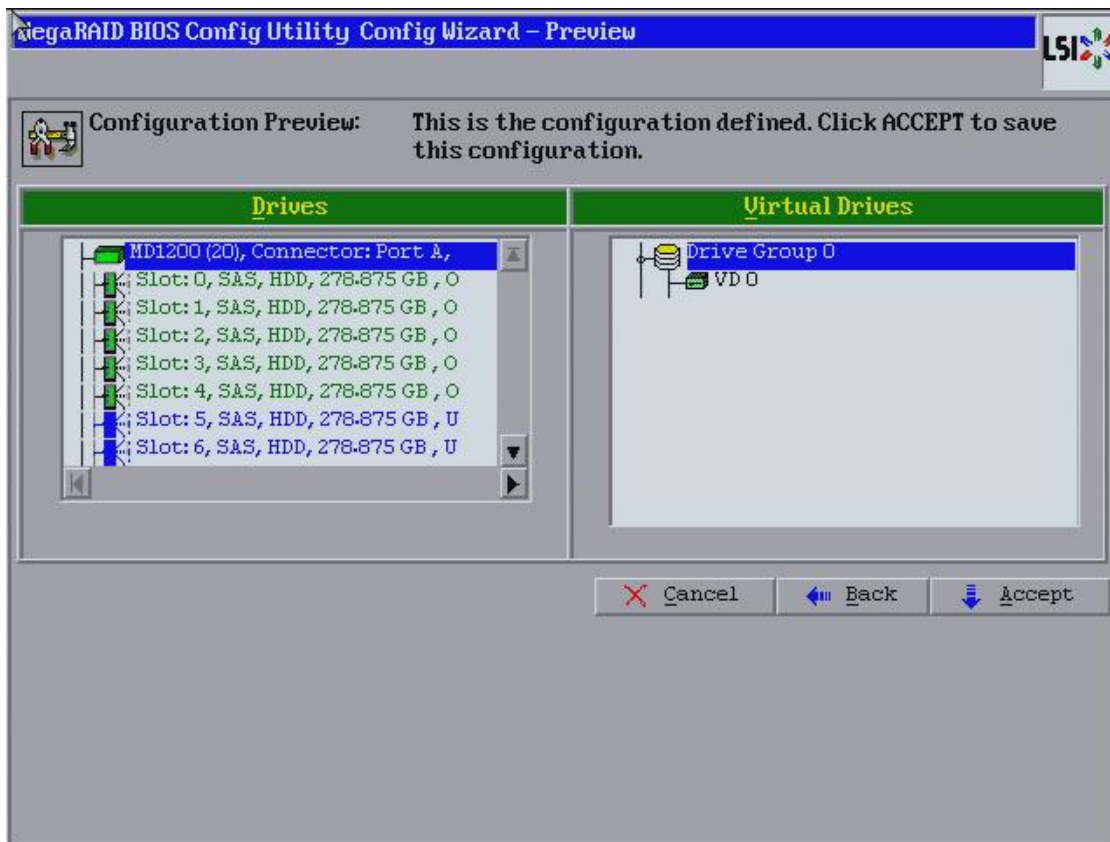 MegaRAID BIOS Config Utility Config Wizard – Preview
LSI
Configuration Preview:
This is the configuration defined. Click ACCEPT to save
this configuration.
Drives
MD1200 (20), Connector: Port A,
Slot: 0, SAS, HDD, 278.875 GB , O
Slot: 1, SAS, HDD, 278.875 GB , O
Slot: 2, SAS, HDD, 278.875 GB , O
Slot: 3, SAS, HDD, 278.875 GB , O
Slot: 4, SAS, HDD, 278.875 GB , O
Slot: 5, SAS, HDD, 278.875 GB , U
Slot: 6, SAS, HDD, 278.875 GB , U
Virtual Drives
Drive Group 0
VD 0
Cancel
Back
Accept